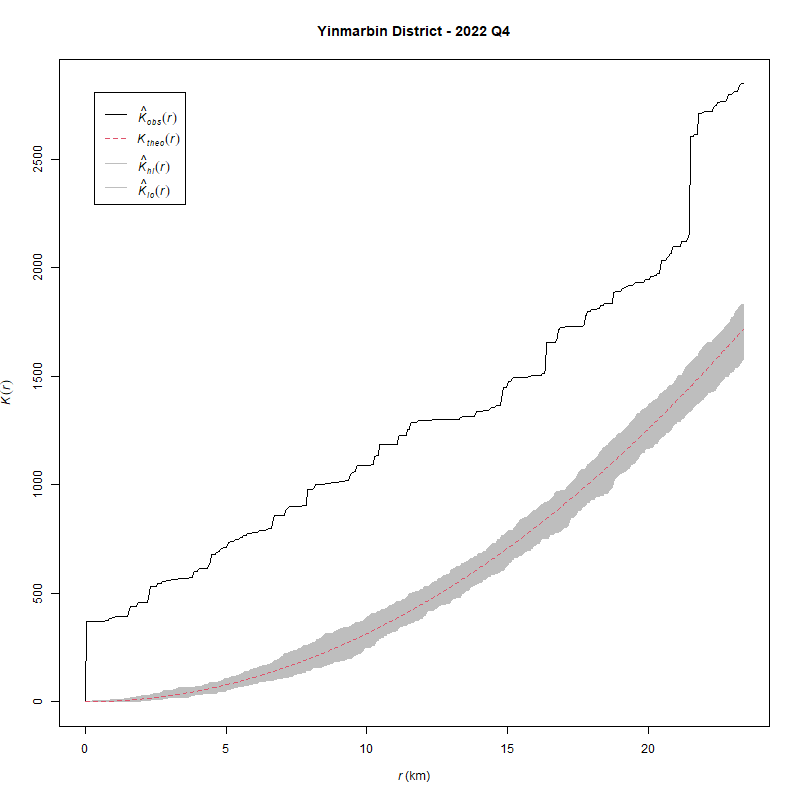 Yinmarbin District - 2022 Q4
K̂obs(r)
Ktheo(r)
K̂hi(r)
K̂lo(r)
K(r)
2500
2000
1500
1000
500
0
0 5 10 15 20
r (km)